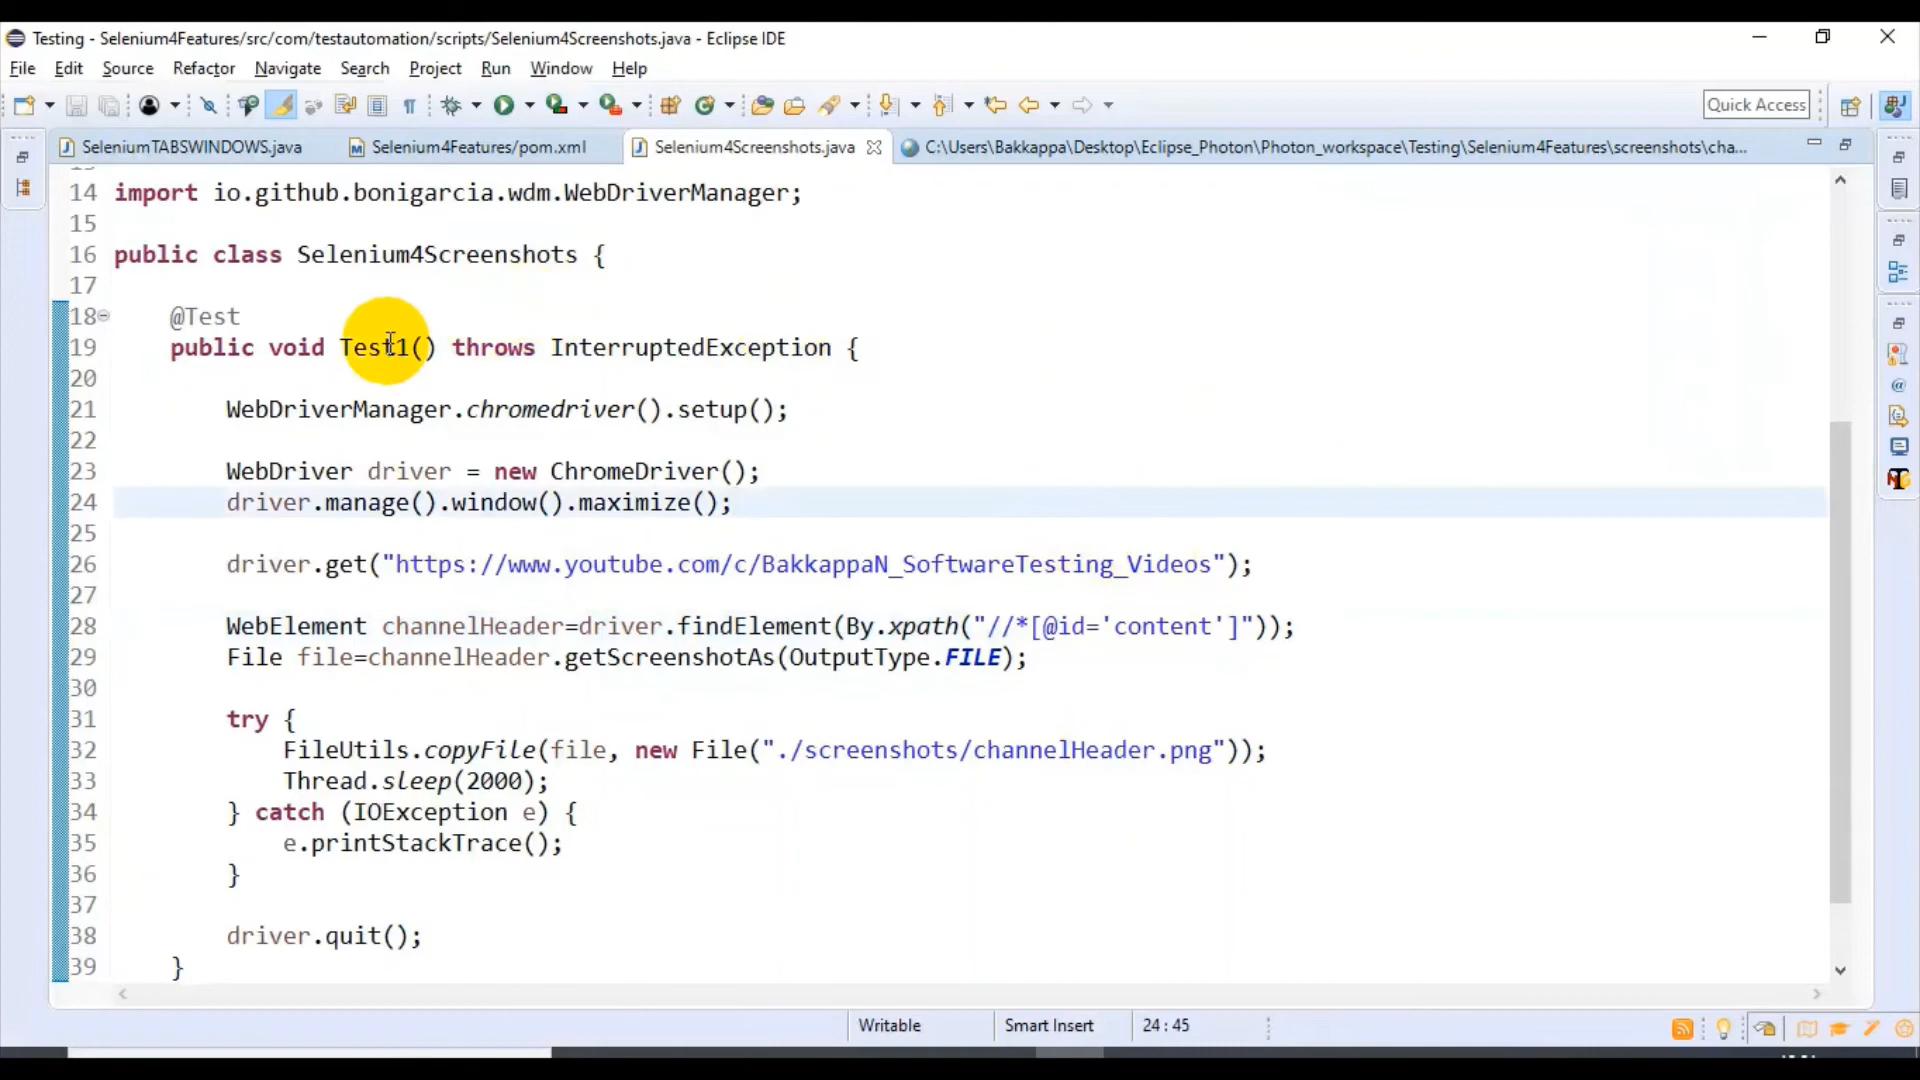 Testing - Selenium4Features/src/com/testautomation/scripts/Selenium4Screenshots.java - Eclipse IDE
File Edit Source Refactor Navigate Search Project Run Window Help
Quick Access
SeleniumTABSWINDOWS.java Selenium4Features/pom.xml Selenium4Screenshots.java C:\Users\Bakkappa\Desktop\Eclipse_Photon\Photon_workspace\Testing\Selenium4Features\screenshots\cha...
14 import io.github.bonigarcia.wdm.WebDriverManager;
15
16 public class Selenium4Screenshots {
17
18 @Test
19 public void Test1() throws InterruptedException {
20
21 WebDriverManager.chromedriver().setup();
22
23 WebDriver driver = new ChromeDriver();
24 driver.manage().window().maximize();
25
26 driver.get("https://www.youtube.com/c/BakkappaN_SoftwareTesting_Videos");
27
28 WebElement channelHeader=driver.findElement(By.xpath("//*[@id='content']"));
29 File file=channelHeader.getScreenshotAs(OutputType.FILE);
30
31 try {
32 FileUtils.copyFile(file, new File("./screenshots/channelHeader.png"));
33 Thread.sleep(2000);
34 } catch (IOException e) {
35 e.printStackTrace();
36 }
37
38 driver.quit();
39 }
Writable Smart Insert 24 : 45